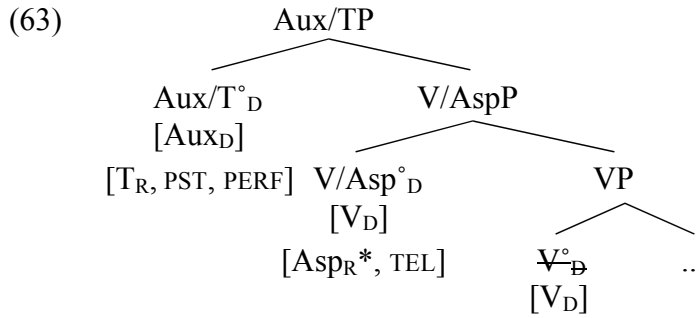 (63) Aux/TP
Aux/T°D V/AspP
[AuxD]
[TR, PST, PERF] V/Asp°D VP
[VD]
[AspR*, TEL] V°D ..
[VD]